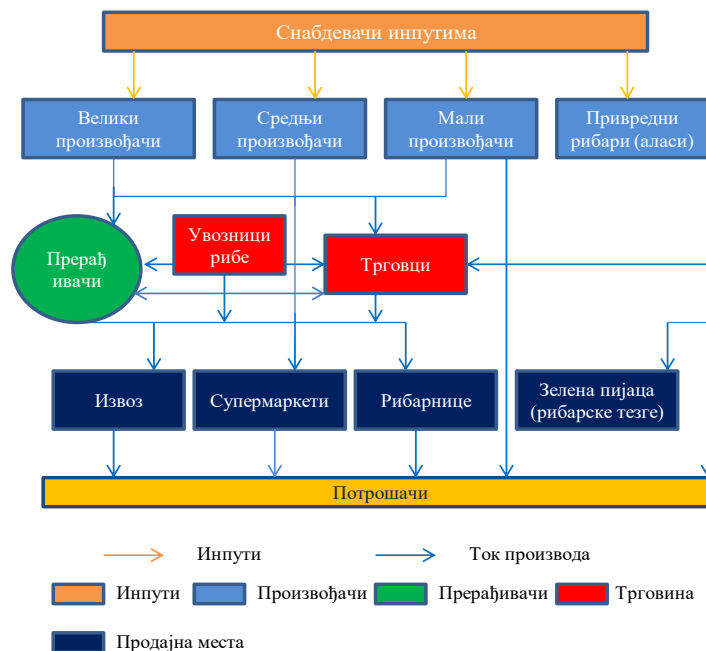 Снабдевачи инпутима
Велики
произвођачи
Средњи
произвођачи
Мали
произвођачи
Привредни
рибари (аласи)
Прерађ
ивачи
Увозници
рибе
Трговци
Извоз
Супермаркети
Рибарнице
Зелена пијаца
(рибарске тезге)
Потрошачи
Инпути
Ток производа
Инпути
Произвођачи
Прерађивачи
Трговина
Продајна места